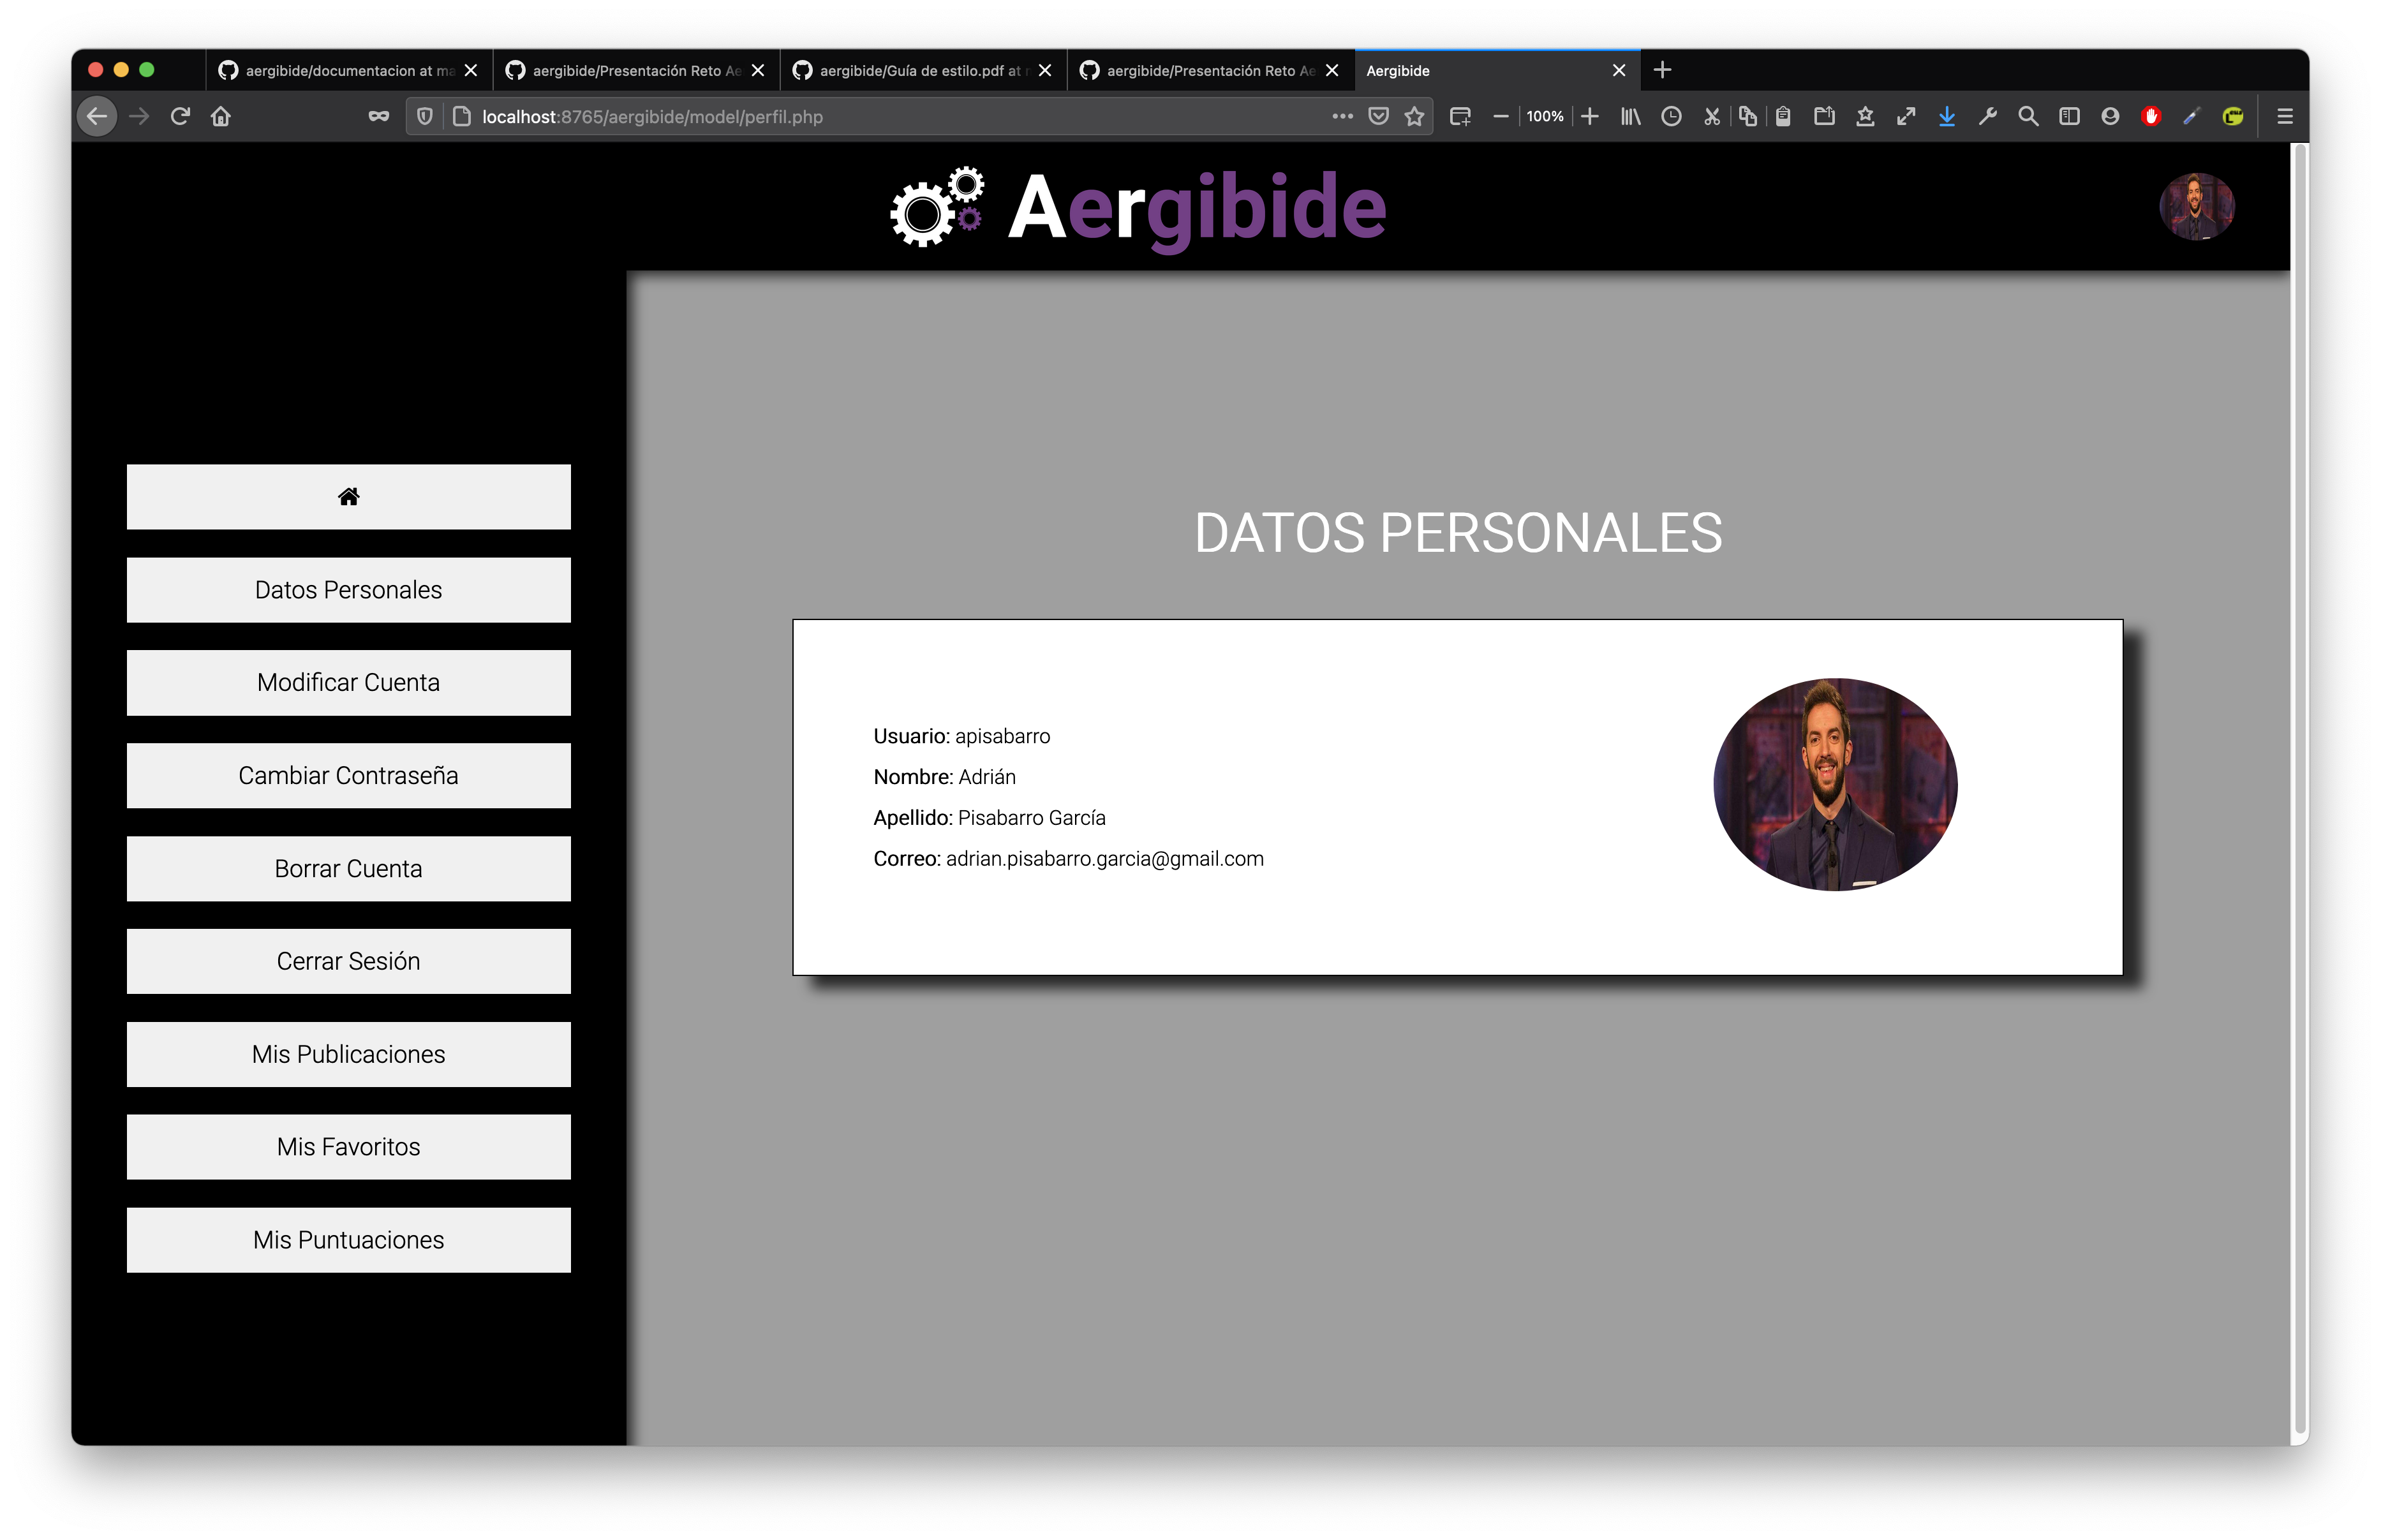 aergibide/documentacion at ma
aergibide/Presentación Reto Ae
aergibide/Guía de estilo.pdf at
aergibide/Presentación Reto Ae
Aergibide
localhost:8765/aergibide/model/perfil.php
100%
Aergibide
Datos Personales
Modificar Cuenta
Cambiar Contraseña
Borrar Cuenta
Cerrar Sesión
Mis Publicaciones
Mis Favoritos
Mis Puntuaciones
DATOS PERSONALES
Usuario: apisabarro
Nombre: Adrián
Apellido: Pisabarro García
Correo: adrian.pisabarro.garcia@gmail.com